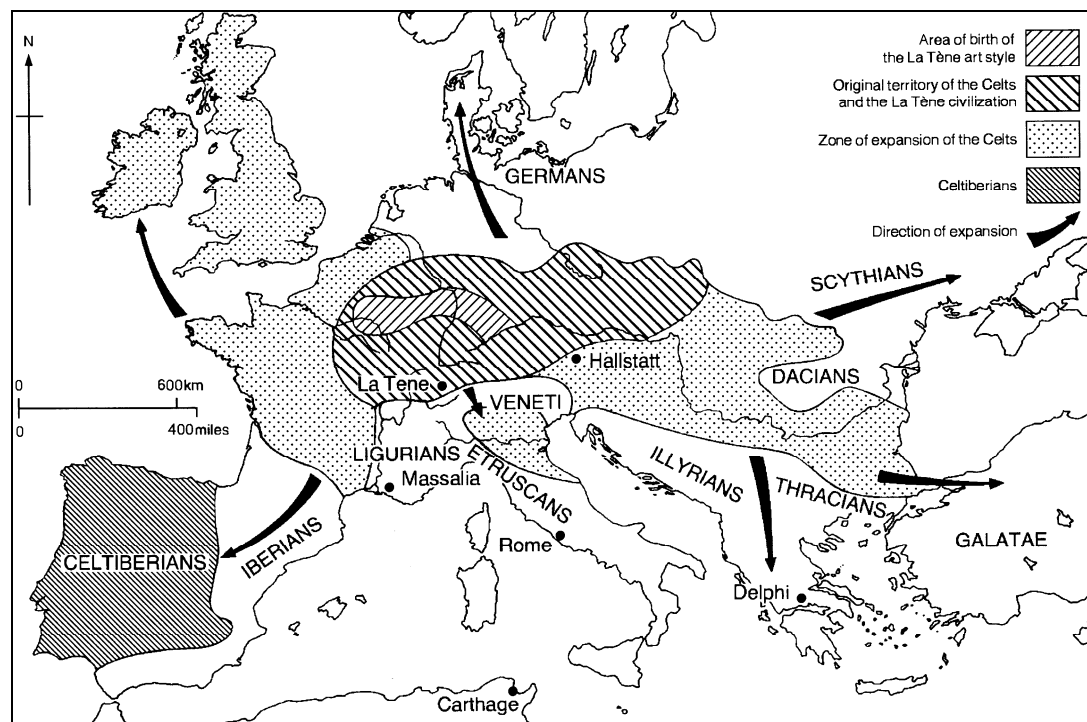 N
Area of birth of
the La Tène art style
Original territory of the Celts
and the La Tène civilization
Zone of expansion of the Celts
Celtiberians
Direction of expansion
GERMANS
SCYTHIANS
Hallstatt
La Tene
DACIANS
VENETI
0 600km
0 400 miles
LIGURIANS
ETRUSCANS
Massalia
ILLYRIANS
THRACIANS
IBERIANS
CELTIBERIANS
Rome
GALATAE
Delphi
Carthage